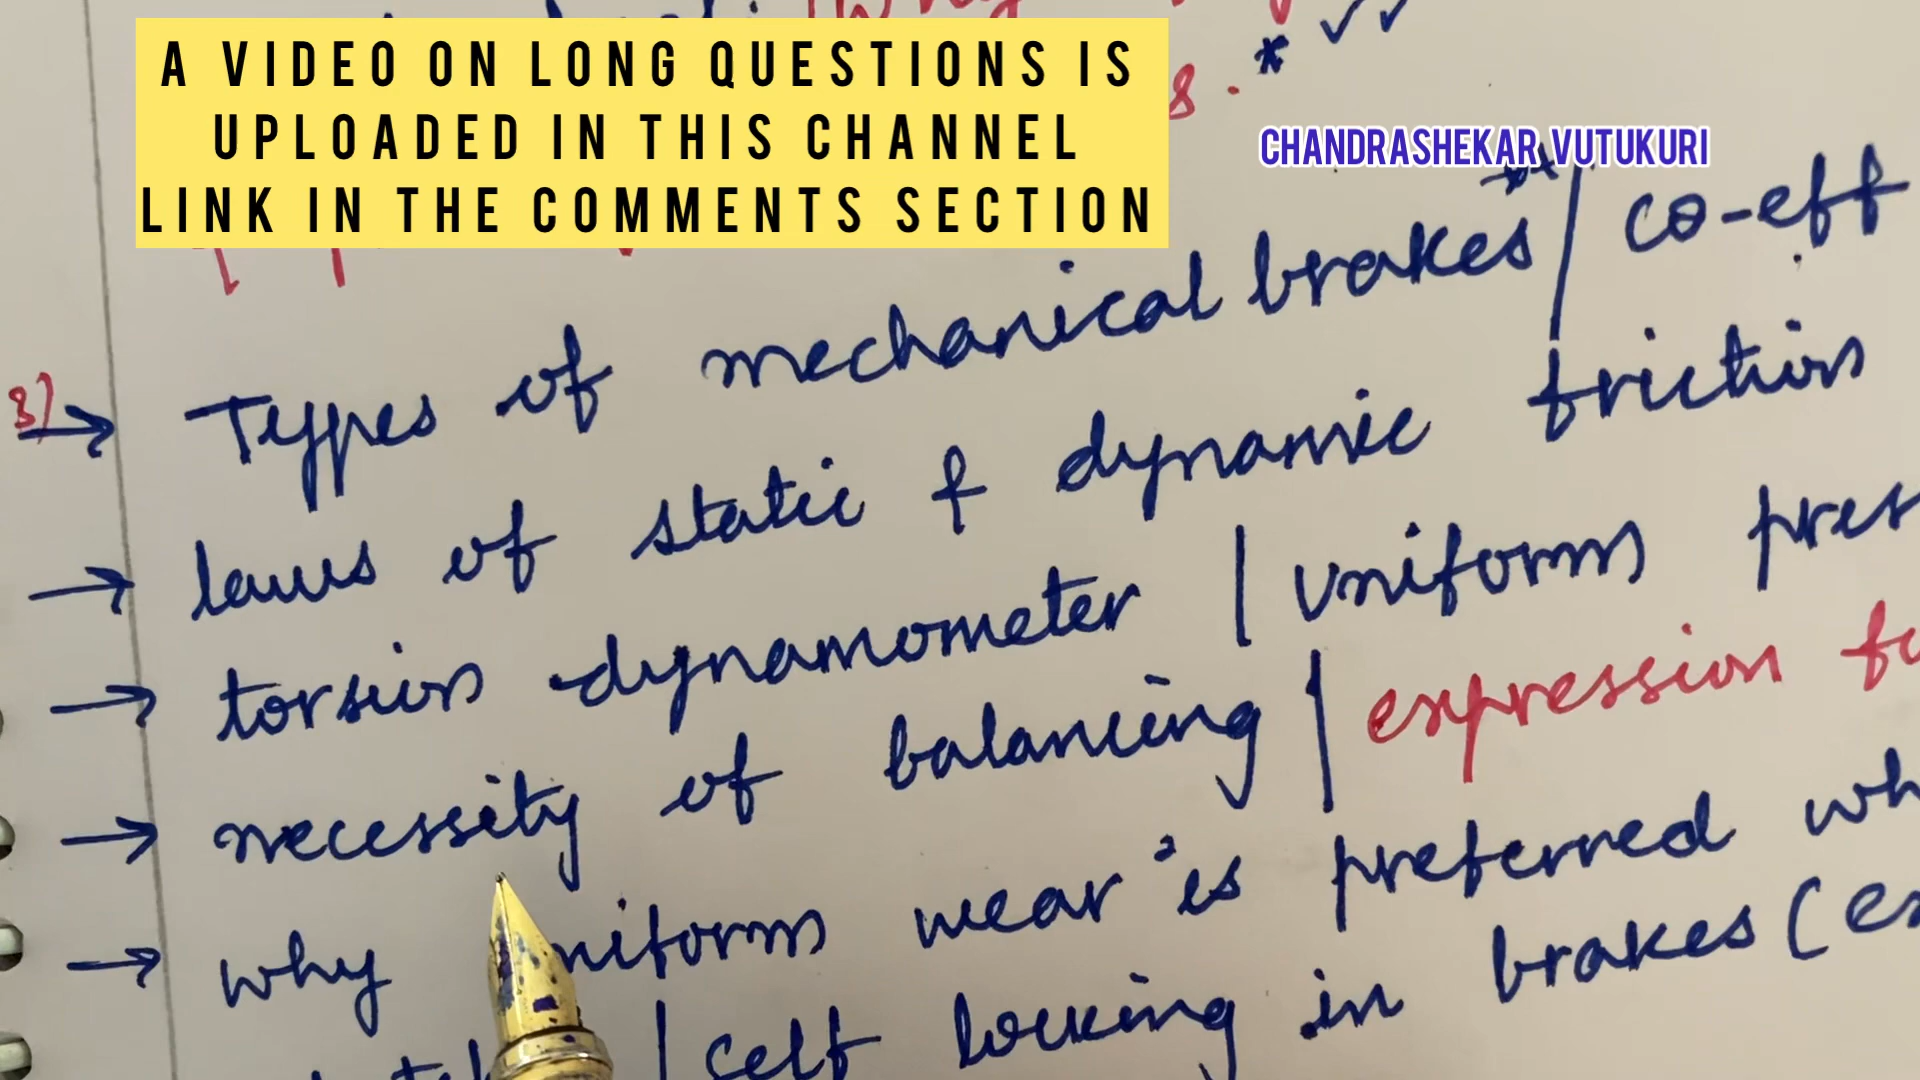 A VIDEO ON LONG QUESTIONS IS
UPLOADED IN THIS CHANNEL
LINK IN THE COMMENTS SECTION
8.*
CHANDRASHEKAR VUTUKURI
3) → Types of mechanical brakes | co-eff
→ laws of static & dynamic friction
→ torsion dynamometer | uniform pres
→ necessity of balancing | expression fo
→ why uniform wear is preferred wh
| self locking in brakes (ex